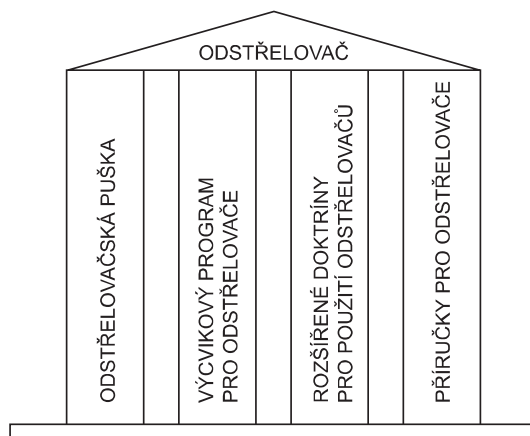 ODSTŘELOVAČ
ODSTŘELOVAČSKÁ PUŠKA
VÝCVIKOVÝ PROGRAM
PRO ODSTŘELOVAČE
ROZŠÍŘENÉ DOKTRÍNY
PRO POUŽITÍ ODSTŘELOVAČŮ
PŘÍRUČKY PRO ODSTŘELOVAČE